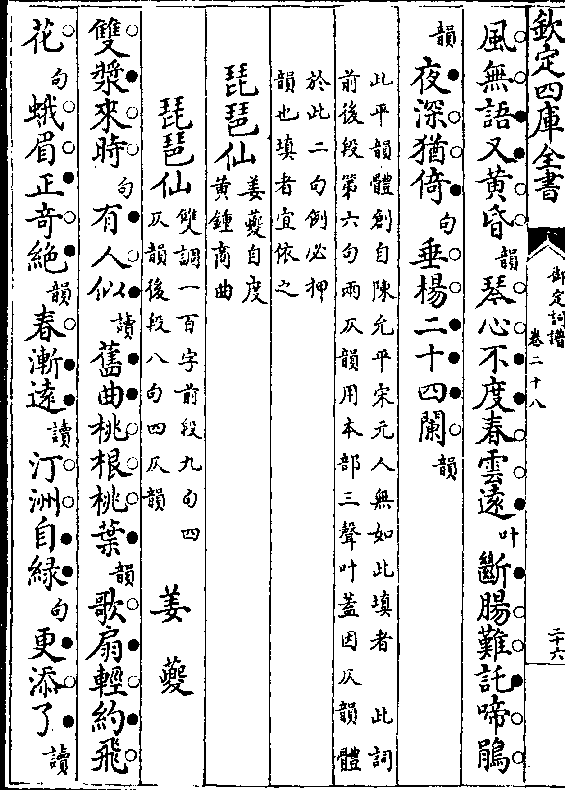 欽定四庫全書
御定詞譜
卷二十八
二十六
風無語又黃昏韻琴心不度春雲遠叶斷腸難託啼鵑
韻夜深猶倚句垂楊二十四闌韻
此平韻體創自陳允平宋元人無如此填者 此詞
前後段第六句兩仄韻用本部三聲叶蓋因仄韻體
於此二句例必押
韻也填者宜依之
琵琶仙姜夔自度
黃鍾商曲
琵琶仙雙調一百字前段九句四
仄韻後段八句四仄韻 姜夔
雙槳來時句有人似讀舊曲桃根桃葉韻歌扇輕約飛
花句蛾眉正奇絶韻春漸遠讀汀洲自緑句更添了讀